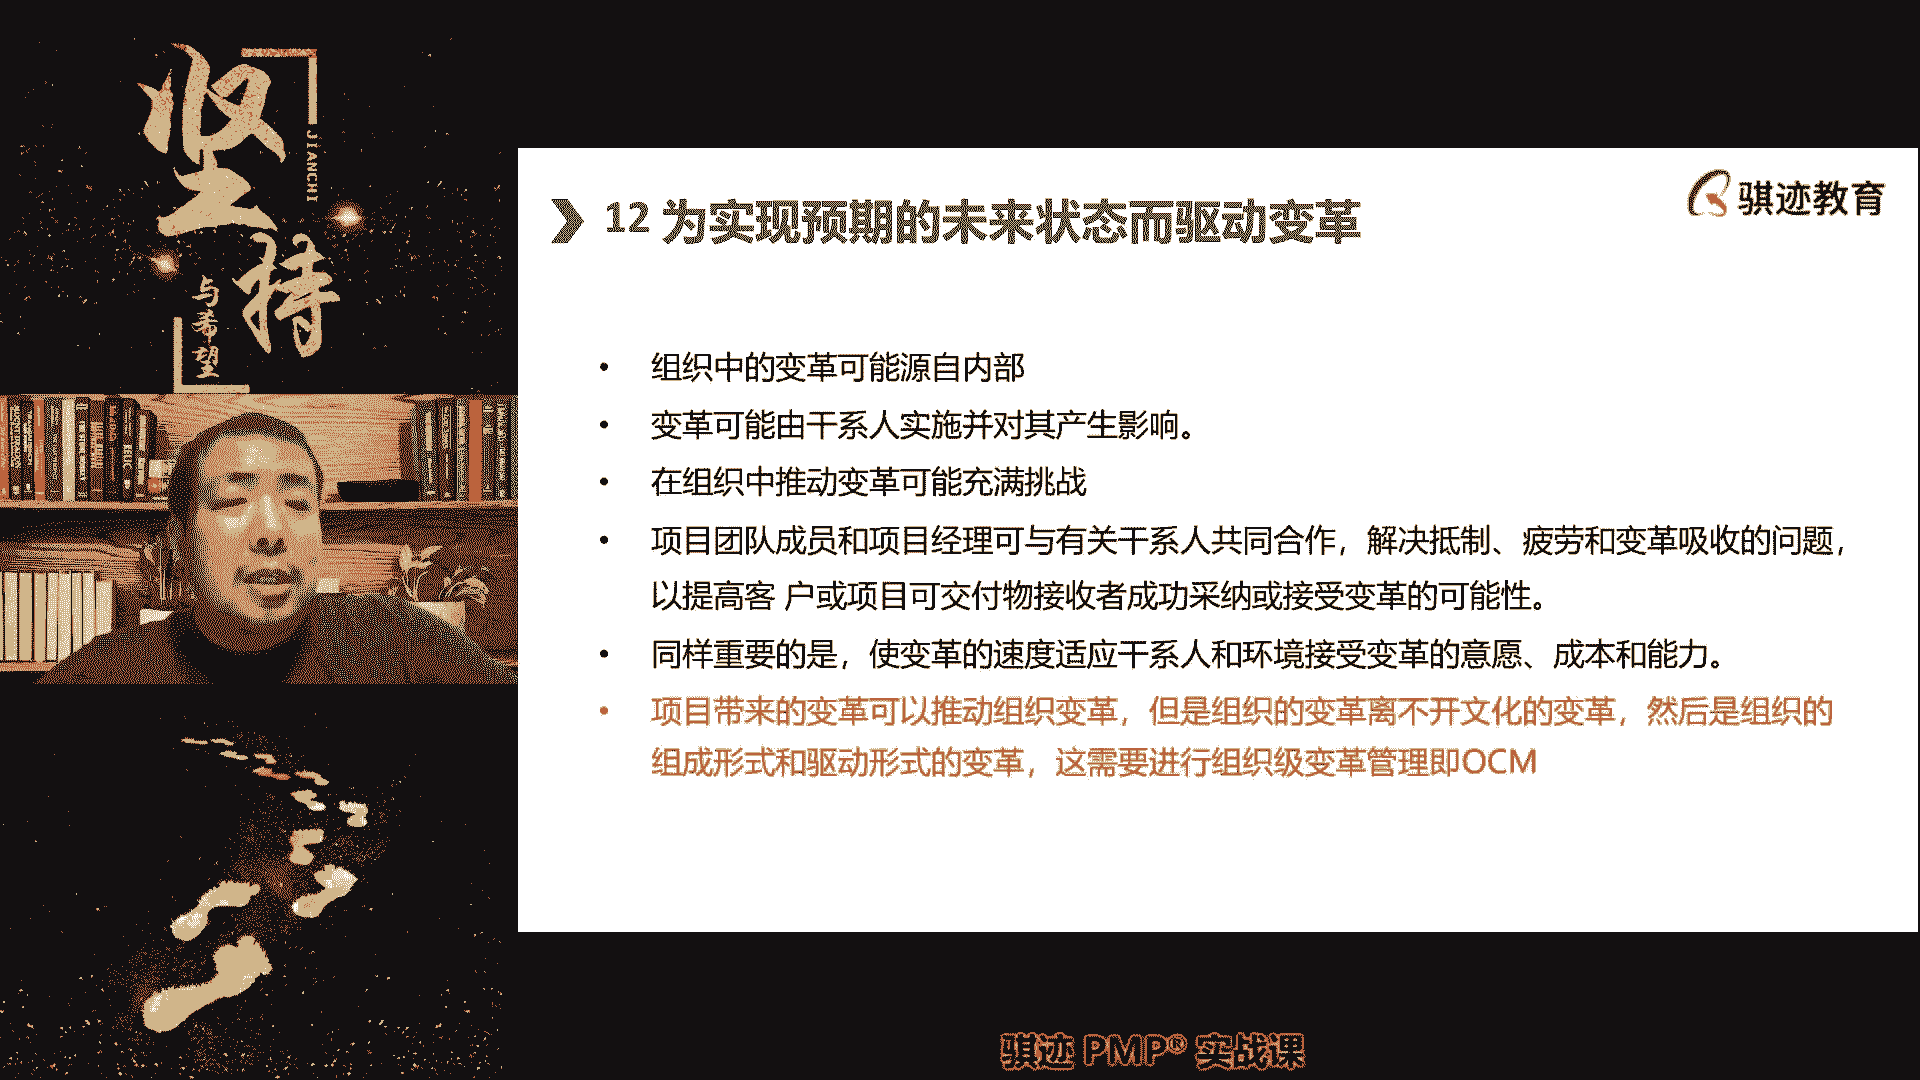 坚持
JIANCHI
与希望
骐迹教育
12 为实现预期的未来状态而驱动变革
• 组织中的变革可能源自内部
• 变革可能由干系人实施并对其产生影响。
• 在组织中推动变革可能充满挑战
• 项目团队成员和项目经理可与有关干系人共同合作，解决抵制、疲劳和变革吸收的问题，
以提高客 户或项目可交付物接收者成功采纳或接受变革的可能性。
• 同样重要的是，使变革的速度适应干系人和环境接受变革的意愿、成本和能力。
• 项目带来的变革可以推动组织变革，但是组织的变革离不开文化的变革，然后是组织的
组成形式和驱动形式的变革，这需要进行组织级变革管理即OCM
骐迹 PMP® 实战课